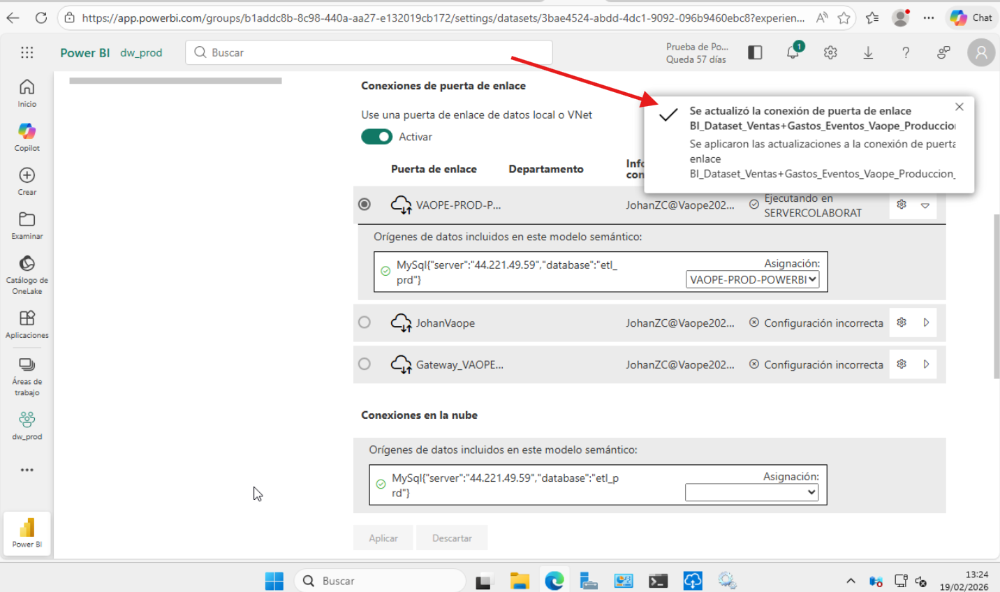 https://app.powerbi.com/groups/b1addc8b-8c98-440a-aa27-e132019cb172/settings/datasets/3bae4524-abdd-4dc1-9092-096b9460ebc8?experien...
Chat
Power BI dw_prod
Buscar
Prueba de Po...
Queda 57 días
1
Inicio
Copilot
Crear
Examinar
Catálogo de
OneLake
Aplicaciones
Áreas de
trabajo
dw_prod
Power BI
Conexiones de puerta de enlace
Use una puerta de enlace de datos local o VNet
Activar
Se actualizó la conexión de puerta de enlace
BI_Dataset_Ventas+Gastos_Eventos_Vaope_Produccion
Se aplicaron las actualizaciones a la conexión de puerta
enlace
BI_Dataset_Ventas+Gastos_Eventos_Vaope_Produccion_
Puerta de enlace Departamento
VAOPE-PROD-P... JohanZC@Vaope202... Ejecutando en
SERVERCOLABORAT
Orígenes de datos incluidos en este modelo semántico:
MySql{"server":"44.221.49.59","database":"etl_
prd"}
Asignación:
VAOPE-PROD-POWERBI
JohanVaope JohanZC@Vaope202... Configuración incorrecta
Gateway_VAOPE... JohanZC@Vaope202... Configuración incorrecta
Conexiones en la nube
Orígenes de datos incluidos en este modelo semántico:
MySql{"server":"44.221.49.59","database":"etl_p
rd"}
Asignación:
Aplicar Descartar
Buscar
13:24
19/02/2026